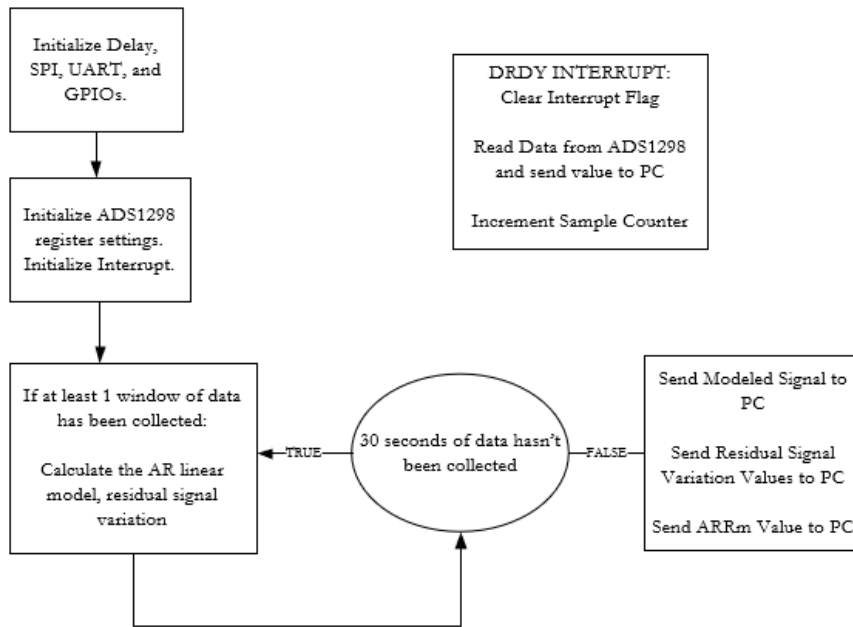 Initialize Delay,
SPI, UART, and
GPIOs.
DRDY INTERRUPT:
Clear Interrupt Flag
Read Data from ADS1298
and send value to PC
Increment Sample Counter
Initialize ADS1298
register settings.
Initialize Interrupt.
If at least 1 window of data
has been collected:
Calculate the AR linear
model, residual signal
variation
TRUE
30 seconds of data hasn't
been collected
FALSE
Send Modeled Signal to
PC
Send Residual Signal
Variation Values to PC
Send ARRm Value to PC